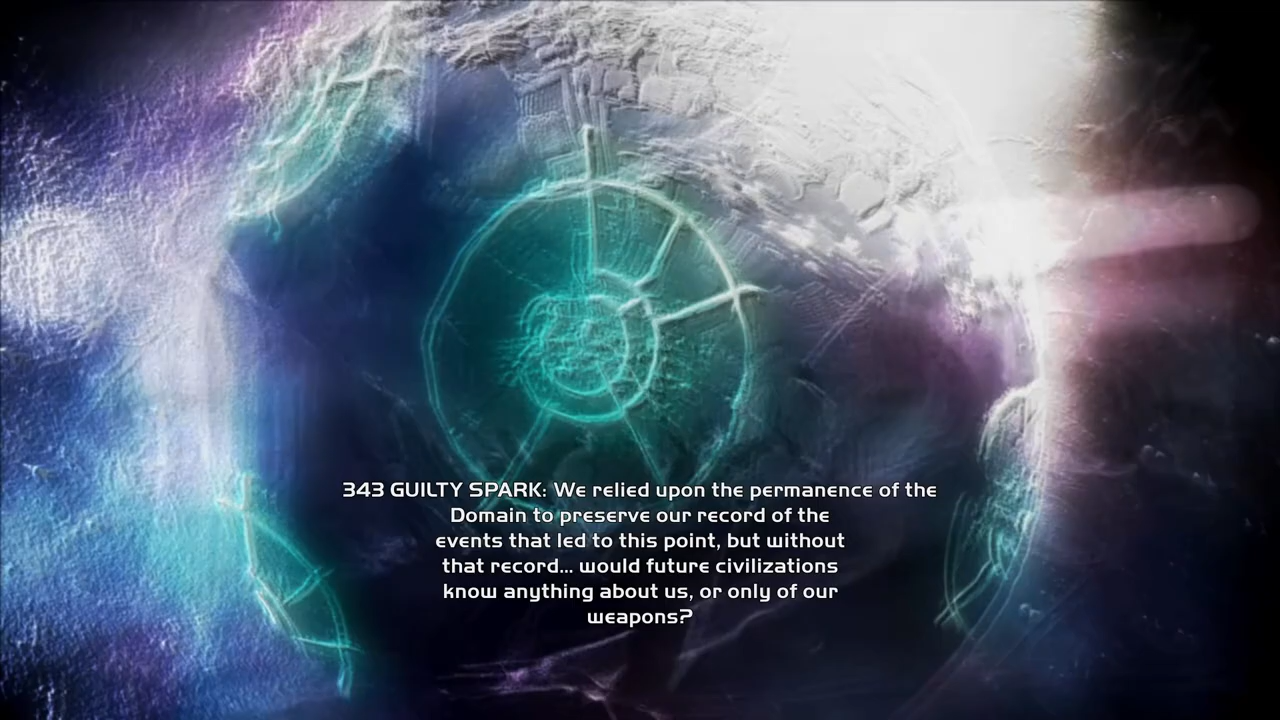 343 GUILTY SPARK: We relied upon the permanence of the
Domain to preserve our record of the
events that led to this point, but without
that record... would future civilizations
know anything about us, or only of our
weapons?